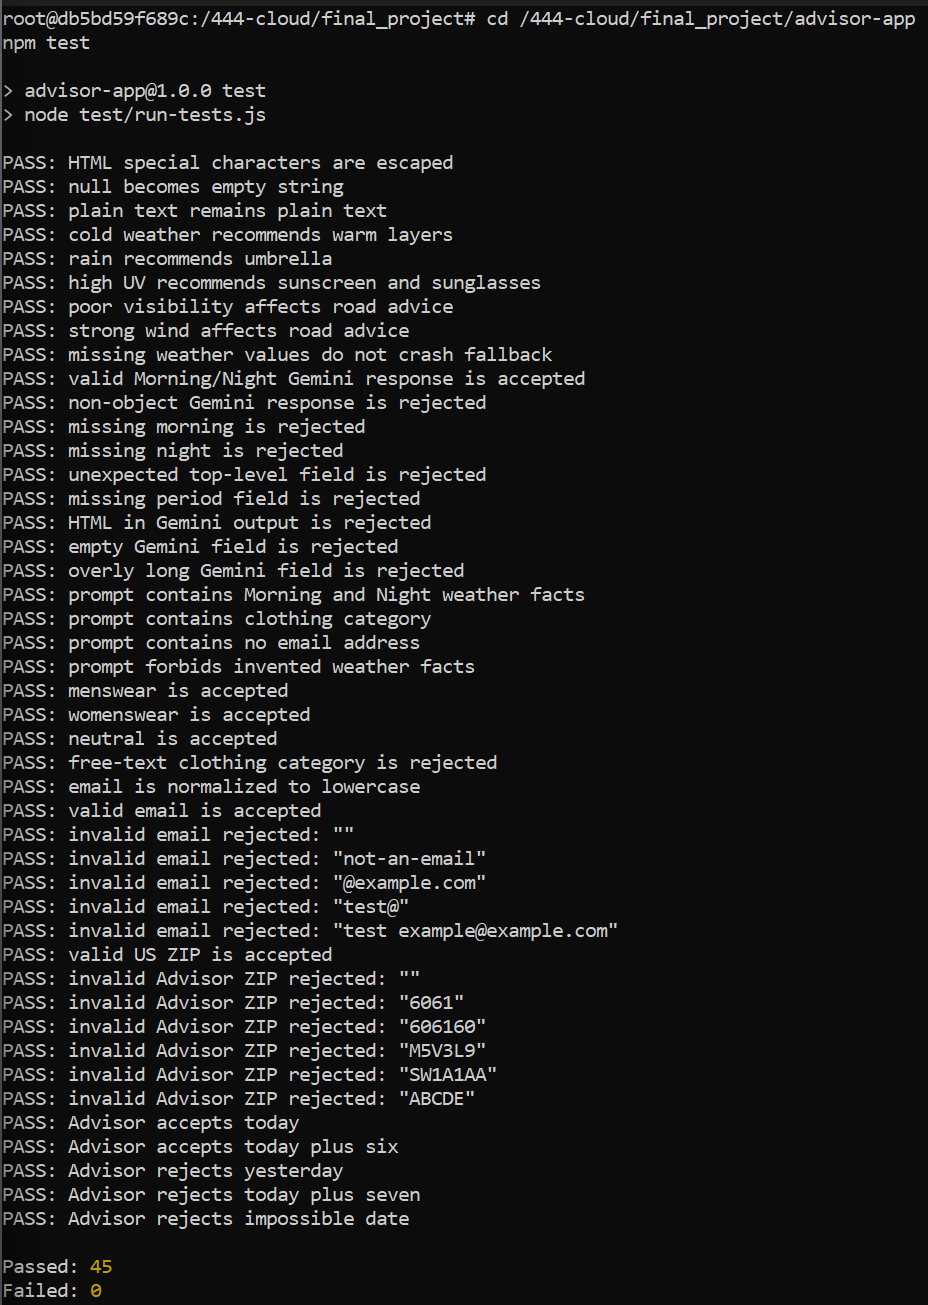 root@db5bd59f689c:/444-cloud/final_project# cd /444-cloud/final_project/advisor-app
npm test
> advisor-app@1.0.0 test
> node test/run-tests.js
PASS: HTML special characters are escaped
PASS: null becomes empty string
PASS: plain text remains plain text
PASS: cold weather recommends warm layers
PASS: rain recommends umbrella
PASS: high UV recommends sunscreen and sunglasses
PASS: poor visibility affects road advice
PASS: strong wind affects road advice
PASS: missing weather values do not crash fallback
PASS: valid Morning/Night Gemini response is accepted
PASS: non-object Gemini response is rejected
PASS: missing morning is rejected
PASS: missing night is rejected
PASS: unexpected top-level field is rejected
PASS: missing period field is rejected
PASS: HTML in Gemini output is rejected
PASS: empty Gemini field is rejected
PASS: overly long Gemini field is rejected
PASS: prompt contains Morning and Night weather facts
PASS: prompt contains clothing category
PASS: prompt contains no email address
PASS: prompt forbids invented weather facts
PASS: menswear is accepted
PASS: womenswear is accepted
PASS: neutral is accepted
PASS: free-text clothing category is rejected
PASS: email is normalized to lowercase
PASS: valid email is accepted
PASS: invalid email rejected: ""
PASS: invalid email rejected: "not-an-email"
PASS: invalid email rejected: "@example.com"
PASS: invalid email rejected: "test@"
PASS: invalid email rejected: "test example@example.com"
PASS: valid US ZIP is accepted
PASS: invalid Advisor ZIP rejected: ""
PASS: invalid Advisor ZIP rejected: "6061"
PASS: invalid Advisor ZIP rejected: "606160"
PASS: invalid Advisor ZIP rejected: "M5V3L9"
PASS: invalid Advisor ZIP rejected: "SW1A1AA"
PASS: invalid Advisor ZIP rejected: "ABCDE"
PASS: Advisor accepts today
PASS: Advisor accepts today plus six
PASS: Advisor rejects yesterday
PASS: Advisor rejects today plus seven
PASS: Advisor rejects impossible date
Passed: 45
Failed: 0